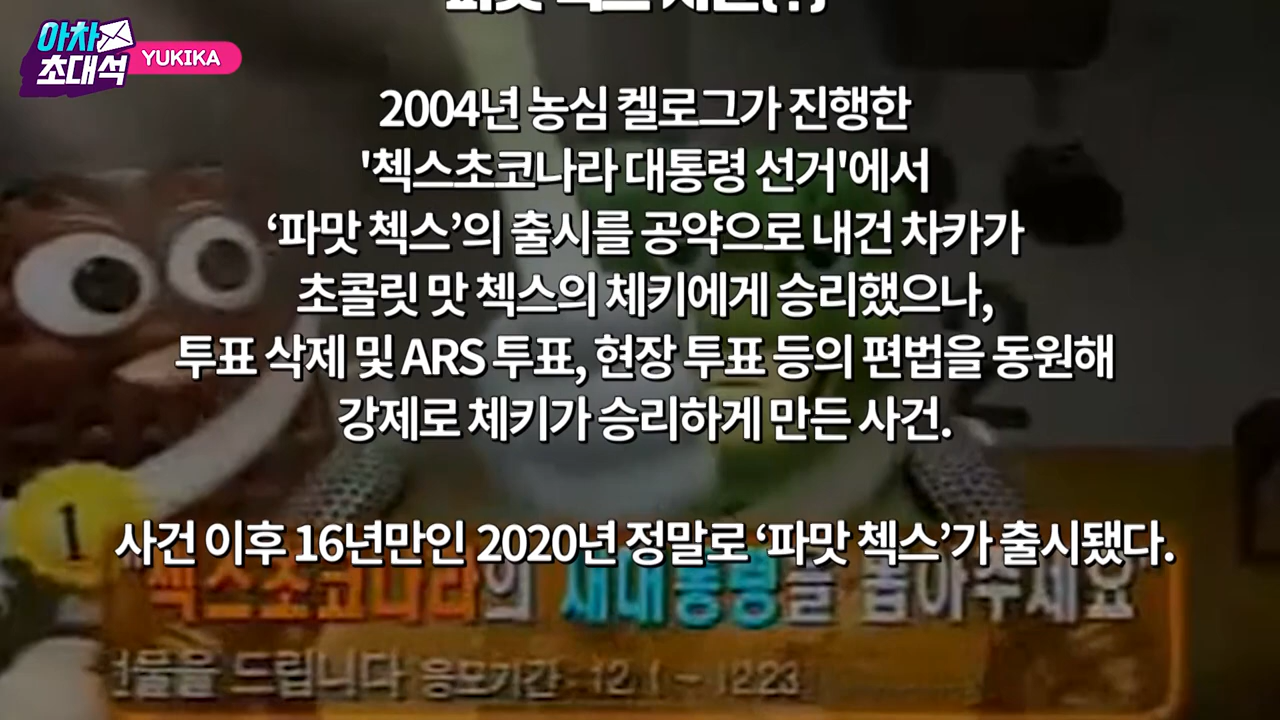 아차
초대석
YUKIKA
2004년 농심 켈로그가 진행한
'첵스초코나라 대통령 선거'에서
‘파맛 첵스’의 출시를 공약으로 내건 차카가
초콜릿 맛 첵스의 체키에게 승리했으나,
투표 삭제 및 ARS 투표, 현장 투표 등의 편법을 동원해
강제로 체키가 승리하게 만든 사건.
1
사건 이후 16년만인 2020년 정말로 ‘파맛 첵스’가 출시됐다.
첵스초코나라의 새대통령을 뽑아주세요
드립니다 응모기간 : 12.1 ~ 12.23